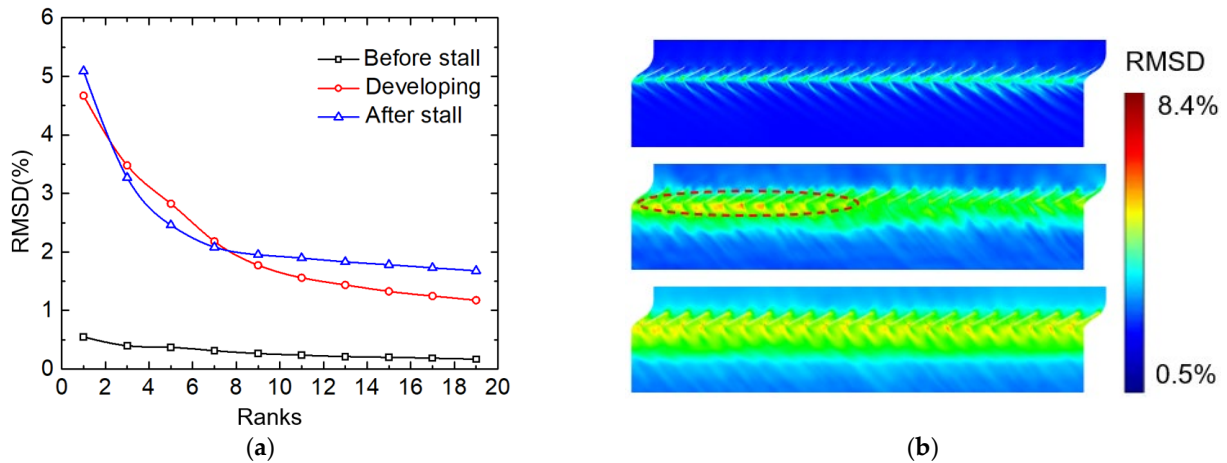 6
5
4
3
2
1
0
RMSD(%)
Before stall
Developing
After stall
0 2 4 6 8 10 12 14 16 18 20
Ranks
(a)
RMSD
8.4%
0.5%
(b)